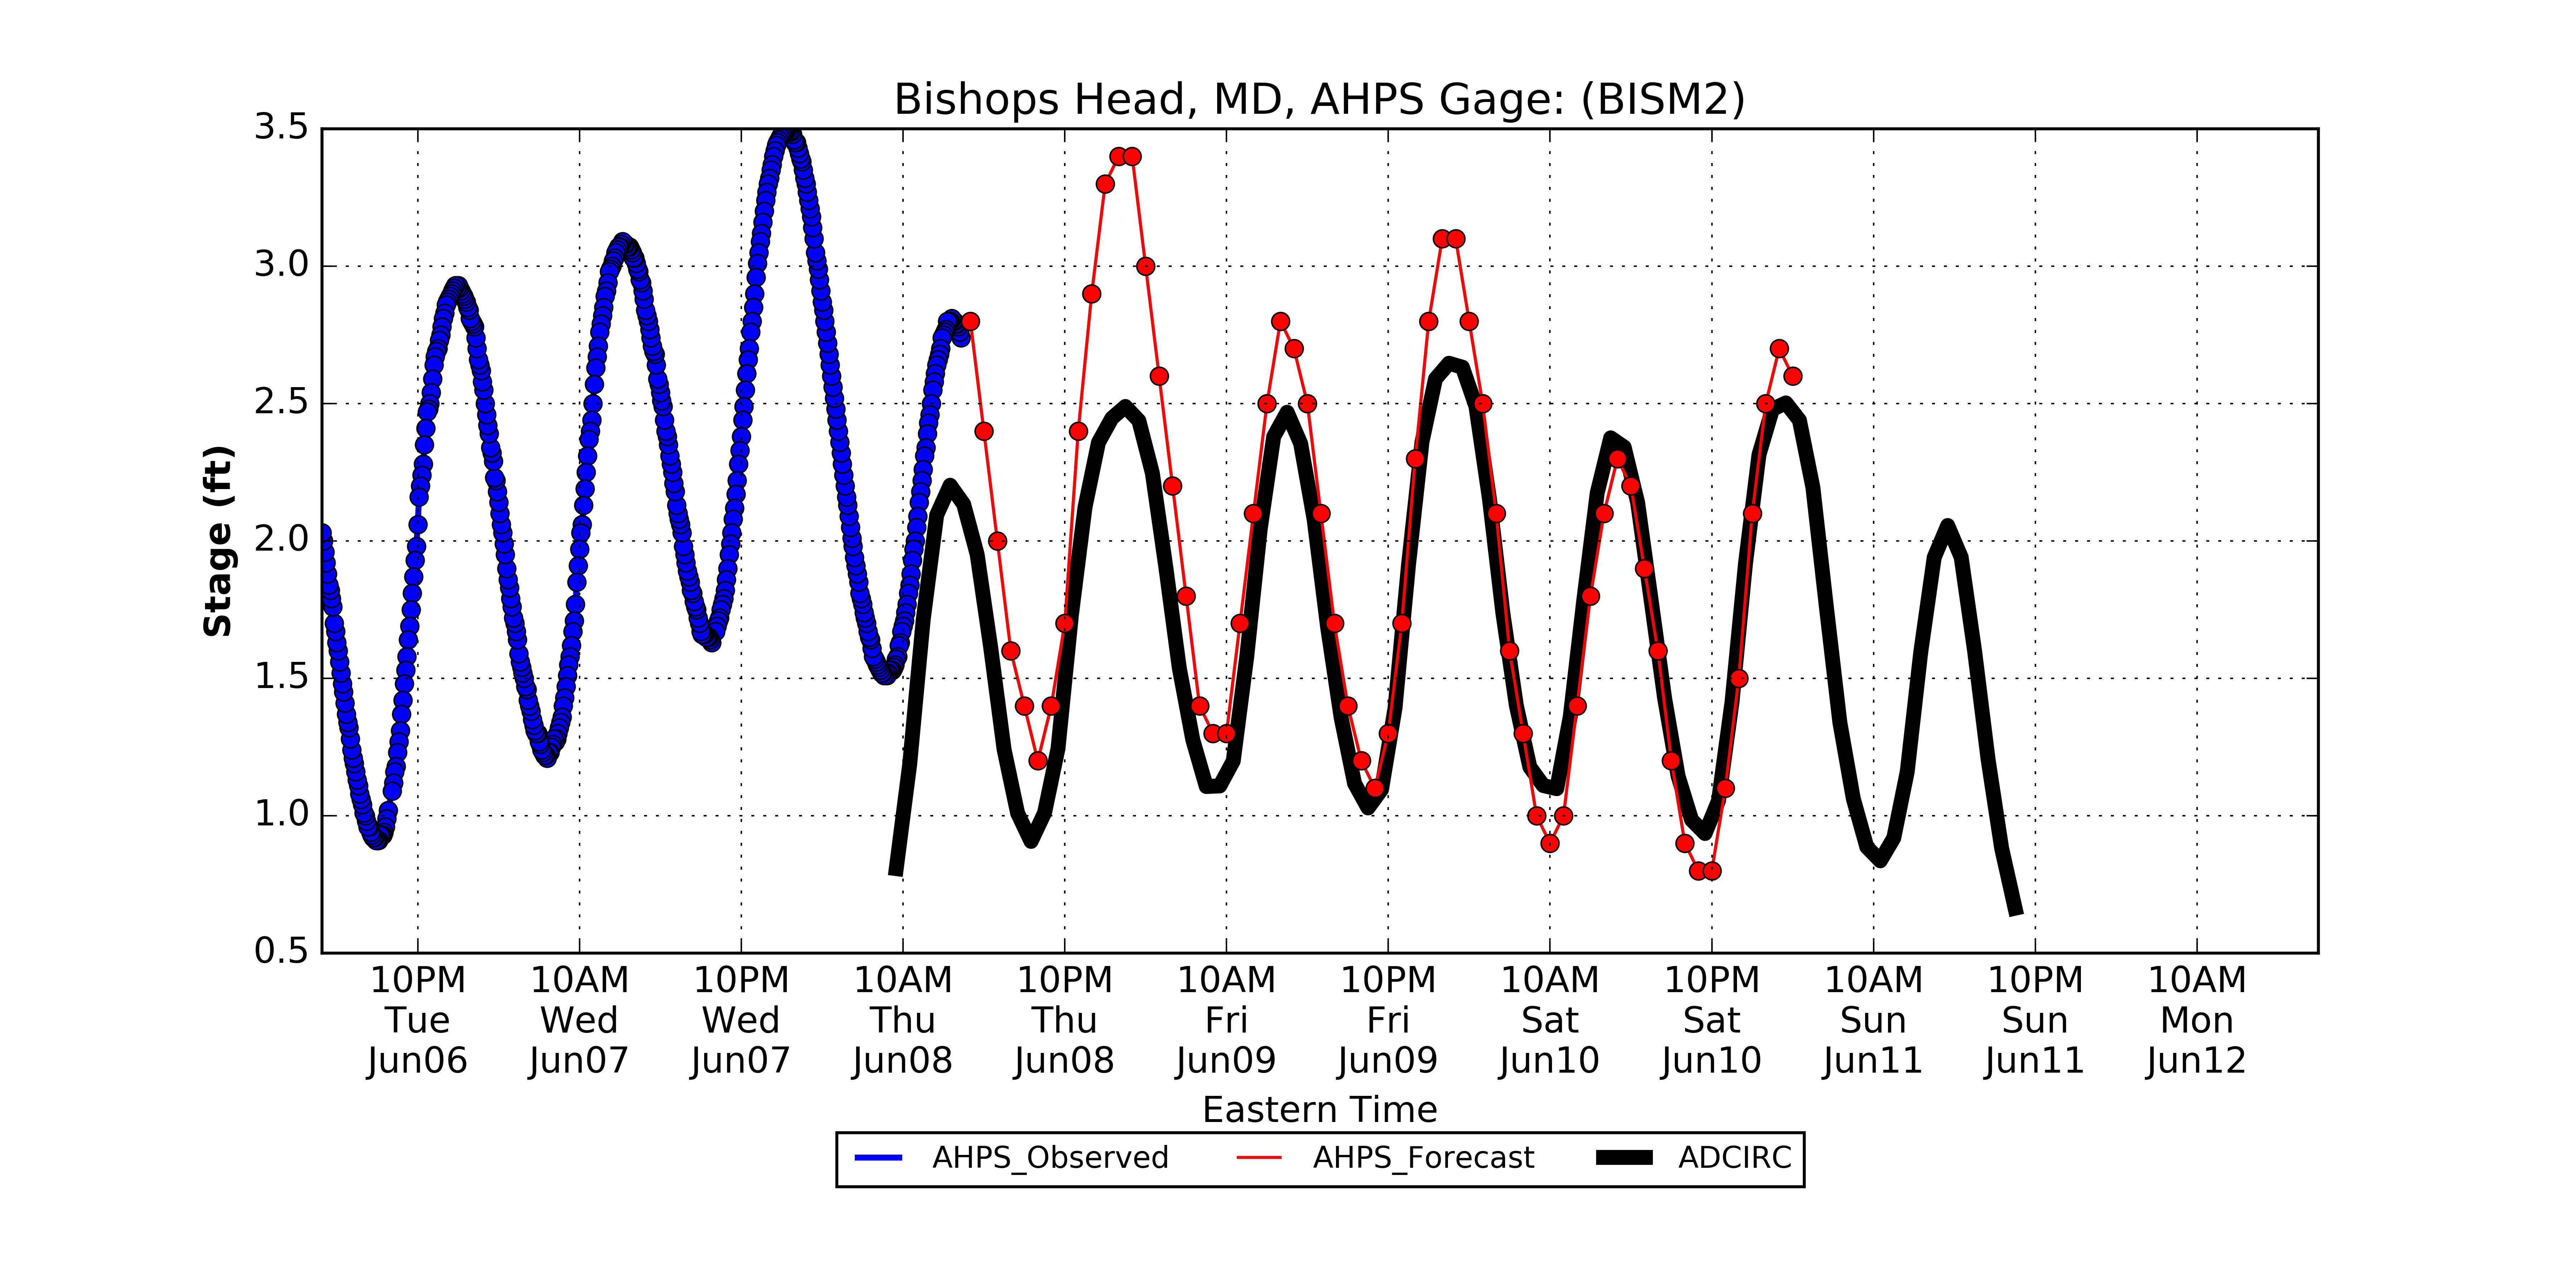 Bishops Head, MD, AHPS Gage: (BISM2)
3.5
3.0
2.5
2.0
1.5
1.0
0.5
Stage (ft)
10PM 10AM 10PM 10AM 10PM 10AM 10PM 10AM 10PM 10AM 10PM 10AM
Tue Wed Wed Thu Thu Fri Fri Sat Sat Sun Sun Mon
Jun06 Jun07 Jun07 Jun08 Jun08 Jun09 Jun09 Jun10 Jun10 Jun11 Jun11 Jun12
Eastern Time
AHPS_Observed AHPS_Forecast ADCIRC